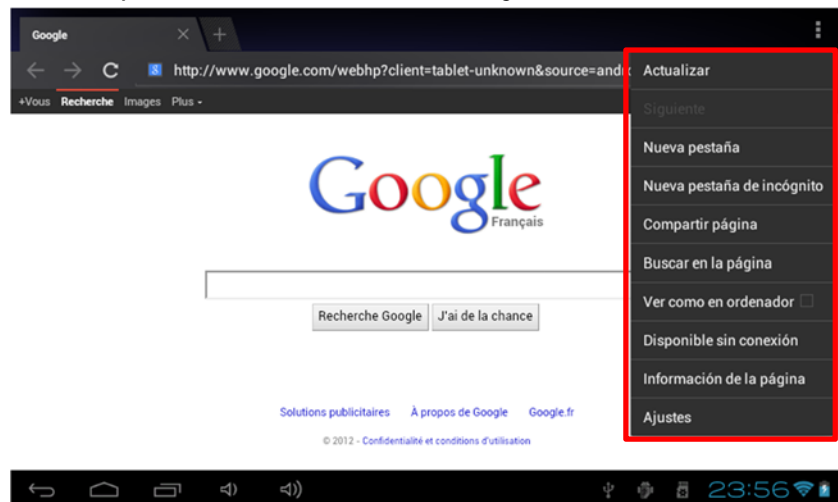 Google
http://www.google.com/webhp?client=tablet-unknown&source=andro
+Vous Recherche Images Plus
Google
Français
Recherche Google J'ai de la chance
Solutions publicitaires À propos de Google Google.fr
© 2012 - Confidentialité et conditions d'utilisation
Actualizar
Siguiente
Nueva pestaña
Nueva pestaña de incógnito
Compartir página
Buscar en la página
Ver como en ordenador
Disponible sin conexión
Información de la página
Ajustes
23:56